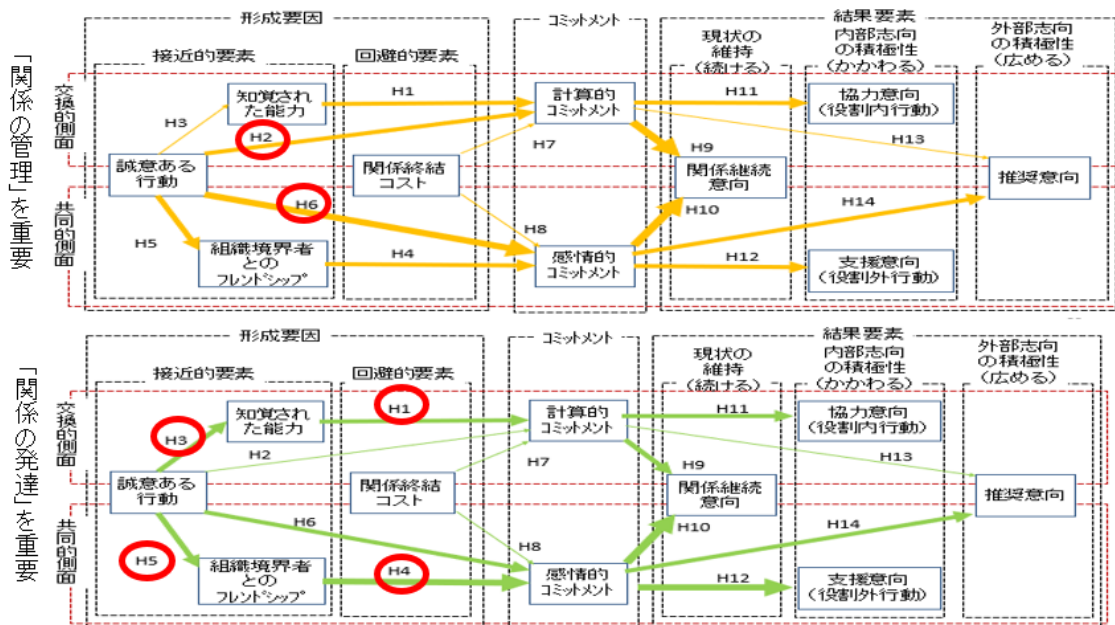 「関係の管理」を重要
形成要因
コミットメント
結果要素
接近的要素
回避的要素
現状の
維持
(続ける)
内部志向
の積極性
(かかわる)
外部志向
の積極性
(広める)
交換的側面
共同的側面
知覚され
た能力
H1
計算的
コミットメント
H11
協力意向
(役割内行動)
H3
H2
H7
H13
H9
誠意ある
行動
関係終結
コスト
関係継続
意向
推奨意向
H6
H10
H14
H5
H8
組織境界者
との
フレンドシップ
H4
感情的
コミットメント
H12
支援意向
(役割外行動)
「関係の発達」を重要
形成要因
コミットメント
結果要素
接近的要素
回避的要素
現状の
維持
(続ける)
内部志向
の積極性
(かかわる)
外部志向
の積極性
(広める)
交換的側面
共同的側面
知覚され
た能力
H1
計算的
コミットメント
H11
協力意向
(役割内行動)
H3
H2
H7
H13
H9
誠意ある
行動
関係終結
コスト
関係継続
意向
推奨意向
H6
H10
H14
H5
H8
組織境界者
との
フレンドシップ
H4
感情的
コミットメント
H12
支援意向
(役割外行動)